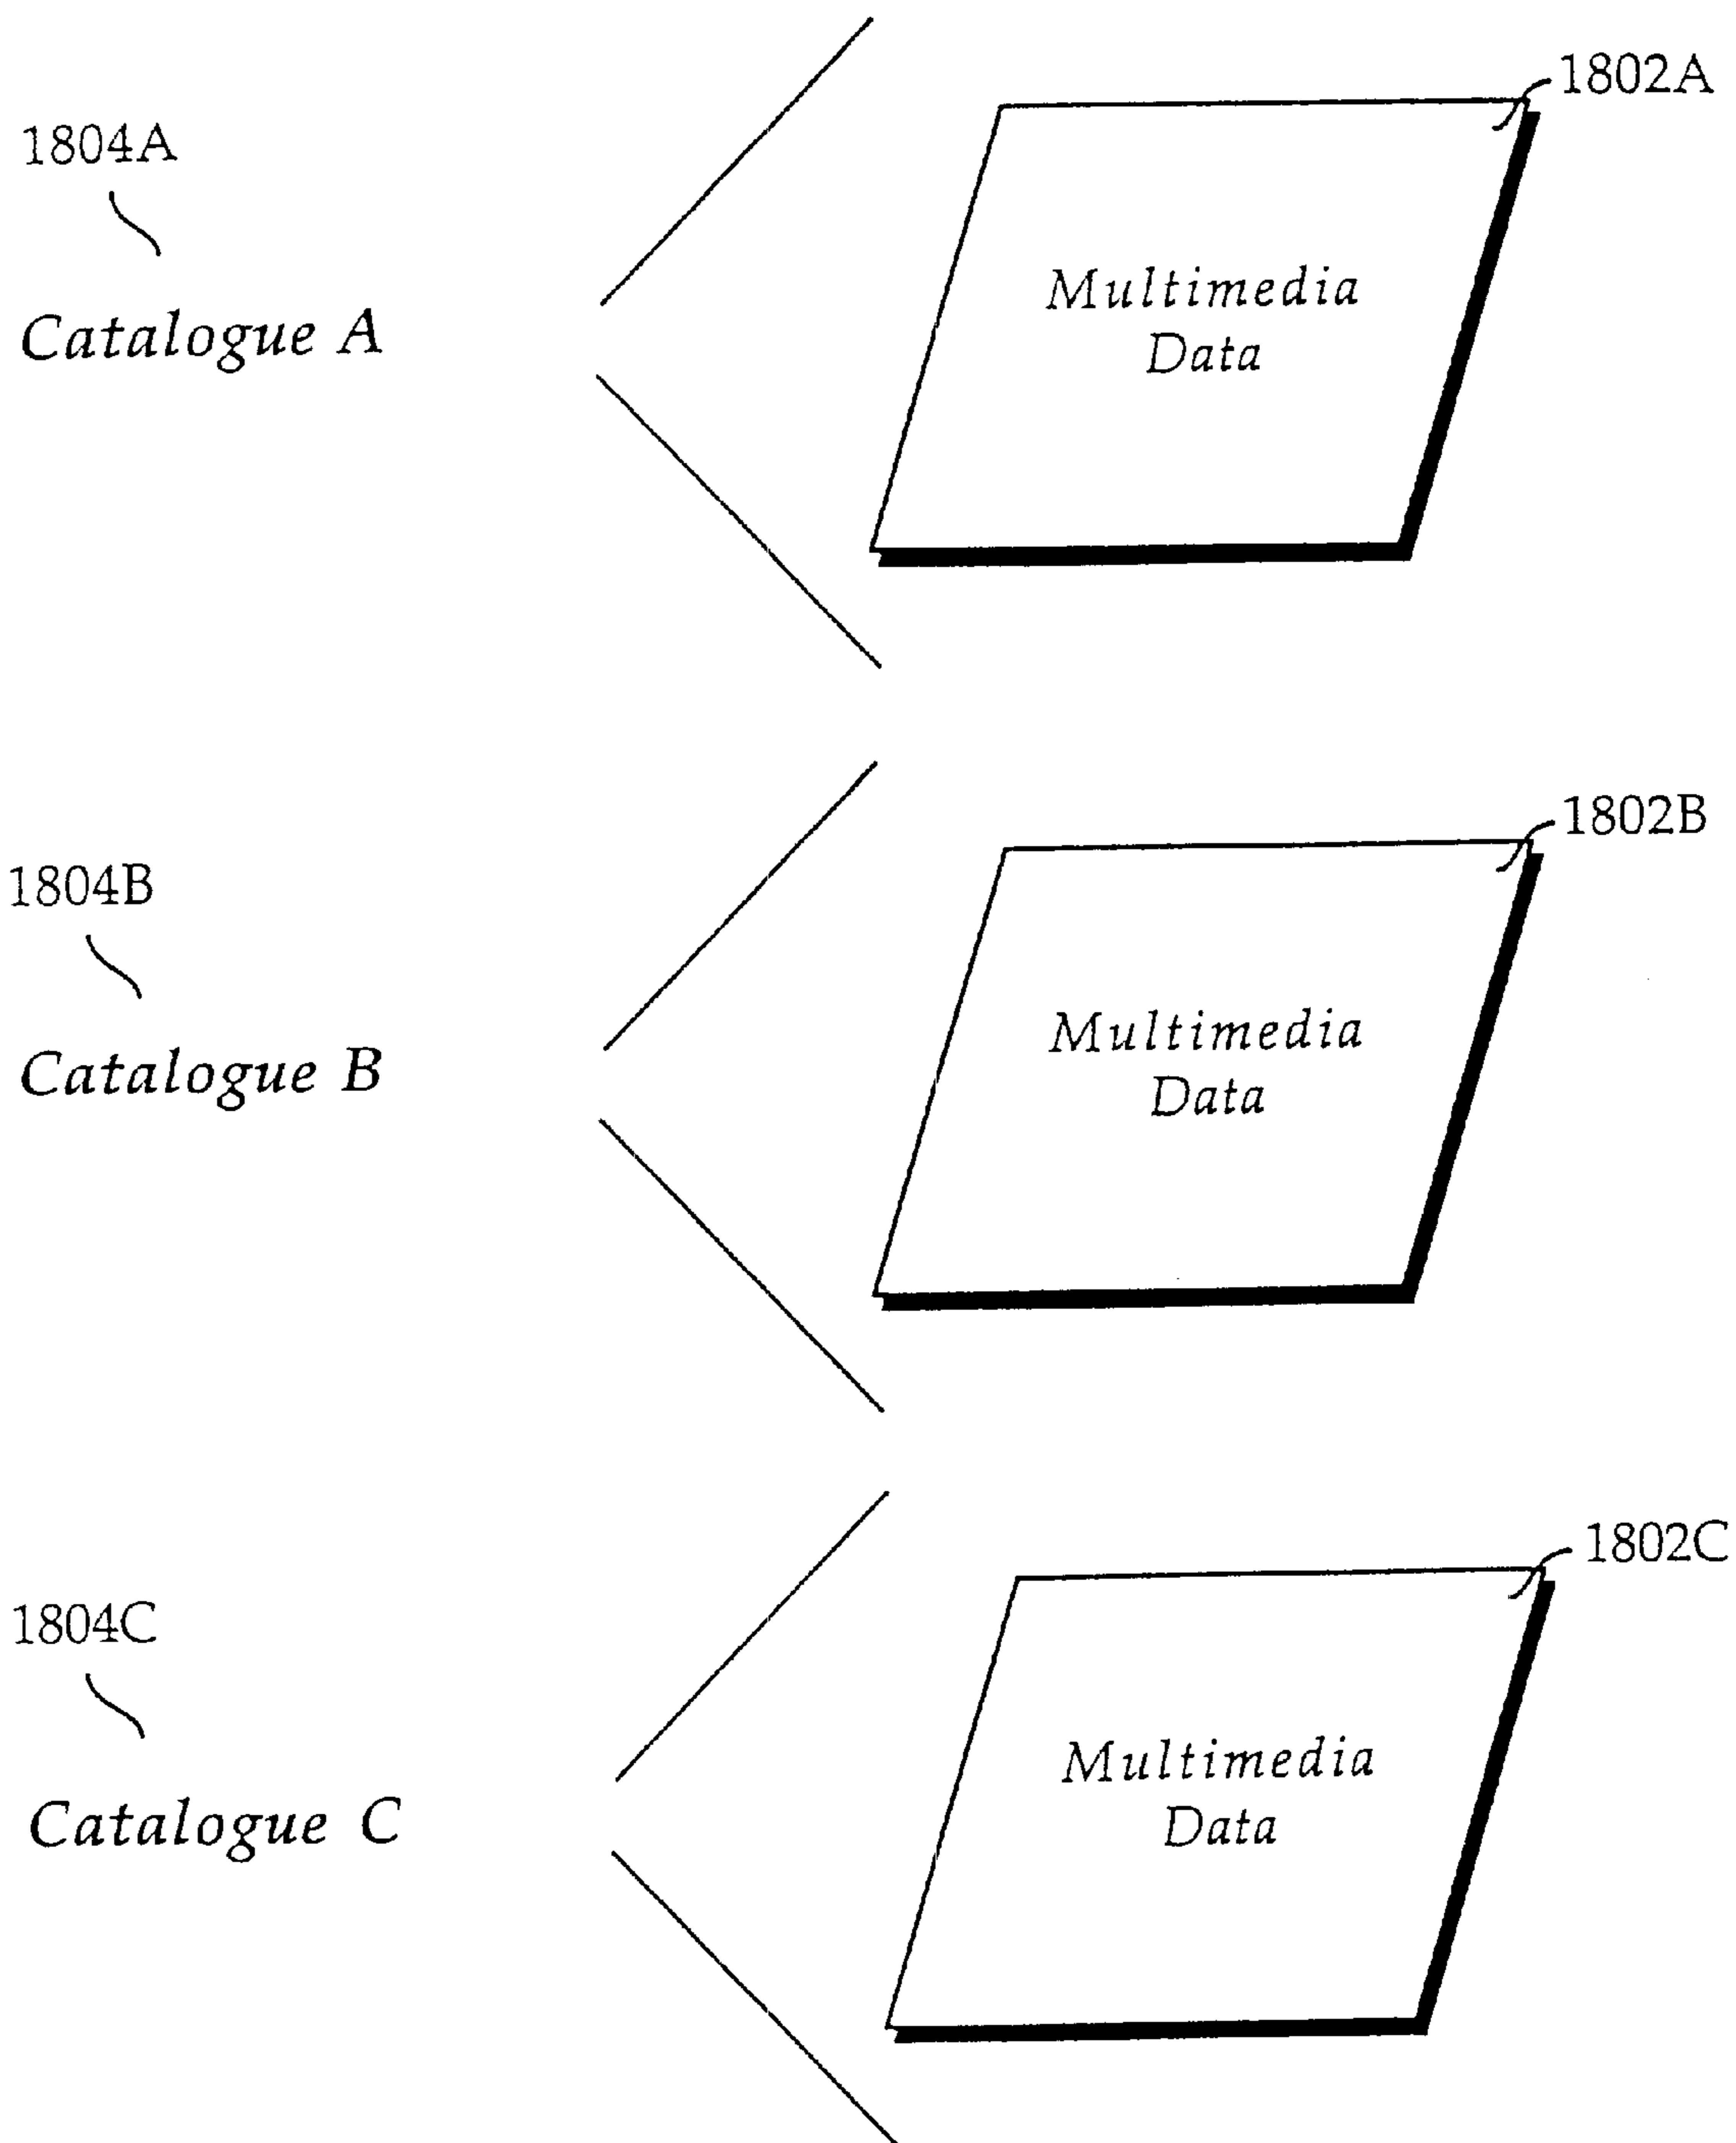 1802A
1804A
Multimedia
Data
Catalogue A
1802B
1804B
Multimedia
Data
Catalogue B
1802C
1804C
Multimedia
Data
Catalogue C